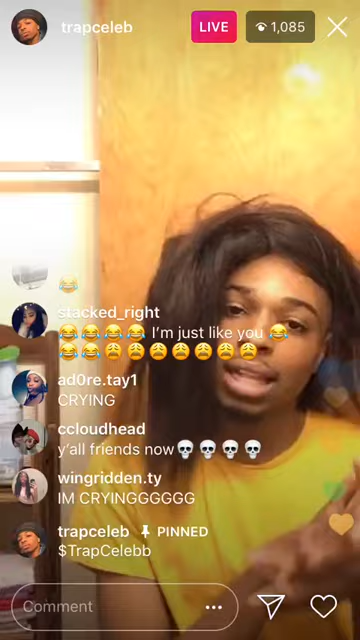 trapceleb
LIVE
1,085
😂
stacked_right
😂😂😂😂 I'm just like you 😂
😂😂😩😩😩😩😩😩😩
ad0re.tay1
CRYING
ccloudhead
y'all friends now💀💀💀💀
wingridden.ty
IM CRYINGGGGGG
trapceleb 📌 PINNED
$TrapCelebb
Comment